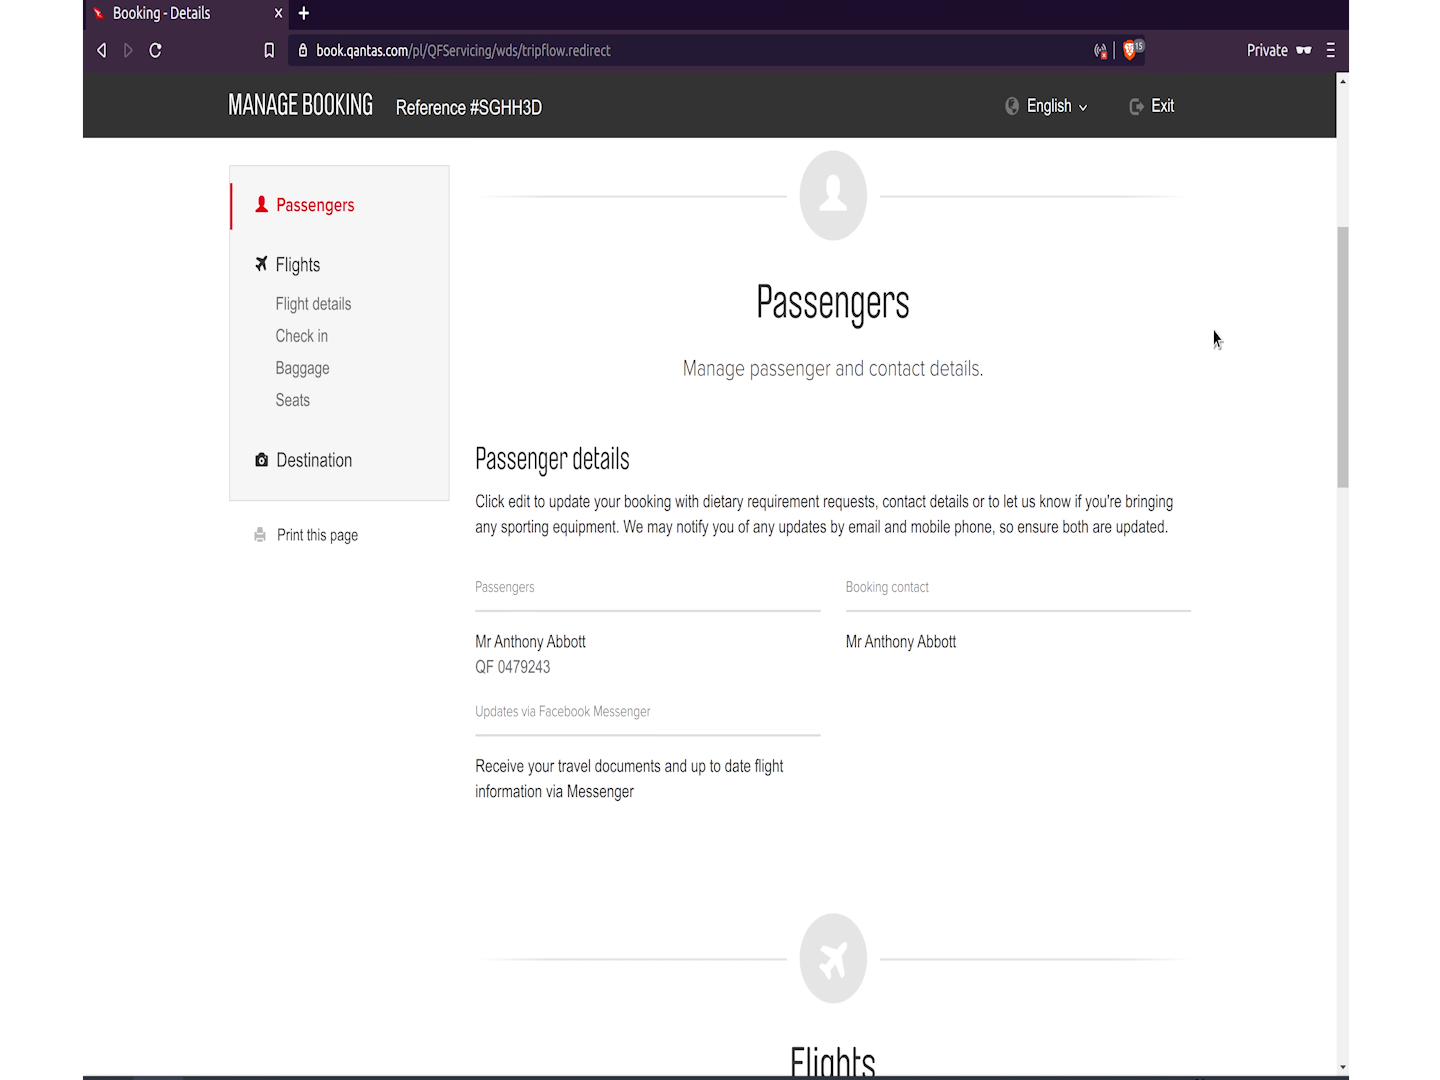 Booking - Details
book.qantas.com/pl/QFServicing/wds/tripflow.redirect
15
Private
MANAGE BOOKING
Reference #SGHH3D
English
Exit
Passengers
Flights
Flight details
Check in
Baggage
Seats
Destination
Print this page
Passengers
Manage passenger and contact details.
Passenger details
Click edit to update your booking with dietary requirement requests, contact details or to let us know if you're bringing
any sporting equipment. We may notify you of any updates by email and mobile phone, so ensure both are updated.
Passengers
Mr Anthony Abbott
QF 0479243
Booking contact
Mr Anthony Abbott
Updates via Facebook Messenger
Receive your travel documents and up to date flight
information via Messenger
Flights